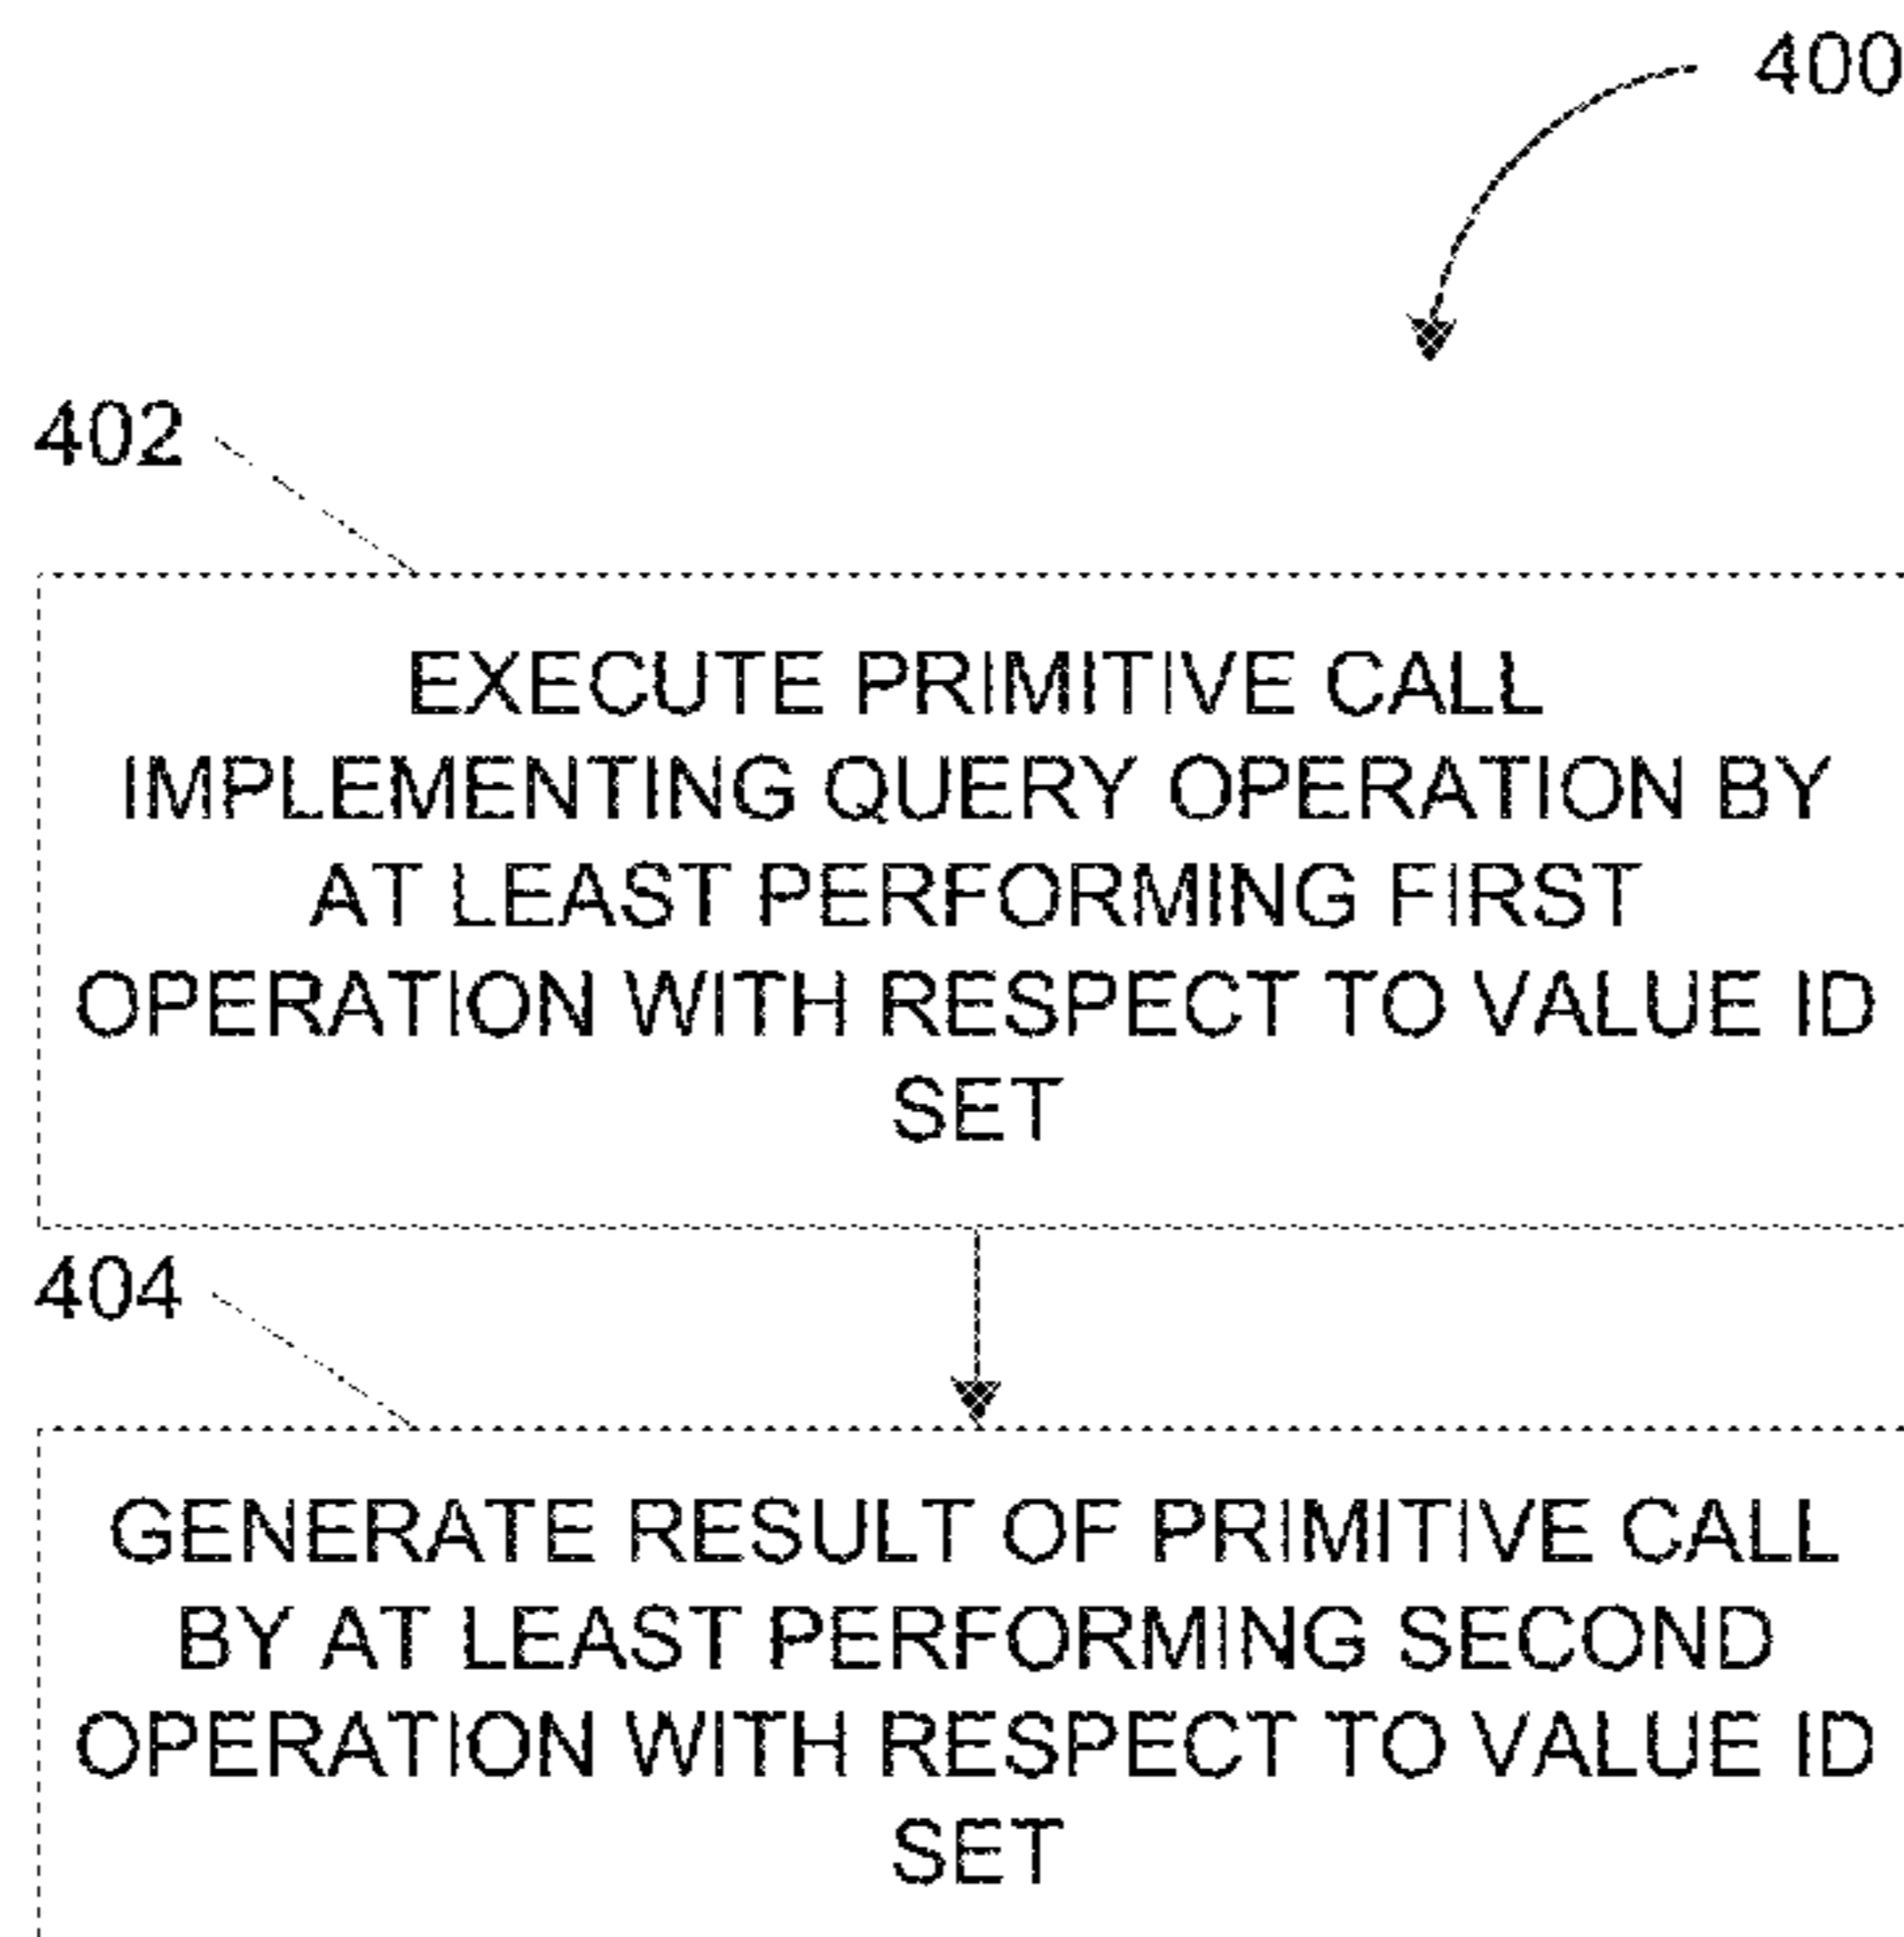 400
402
EXECUTE PRIMITIVE CALL
IMPLEMENTING QUERY OPERATION BY
AT LEAST PERFORMING FIRST
OPERATION WITH RESPECT TO VALUE ID
SET
404
GENERATE RESULT OF PRIMITIVE CALL
BY AT LEAST PERFORMING SECOND
OPERATION WITH RESPECT TO VALUE ID
SET